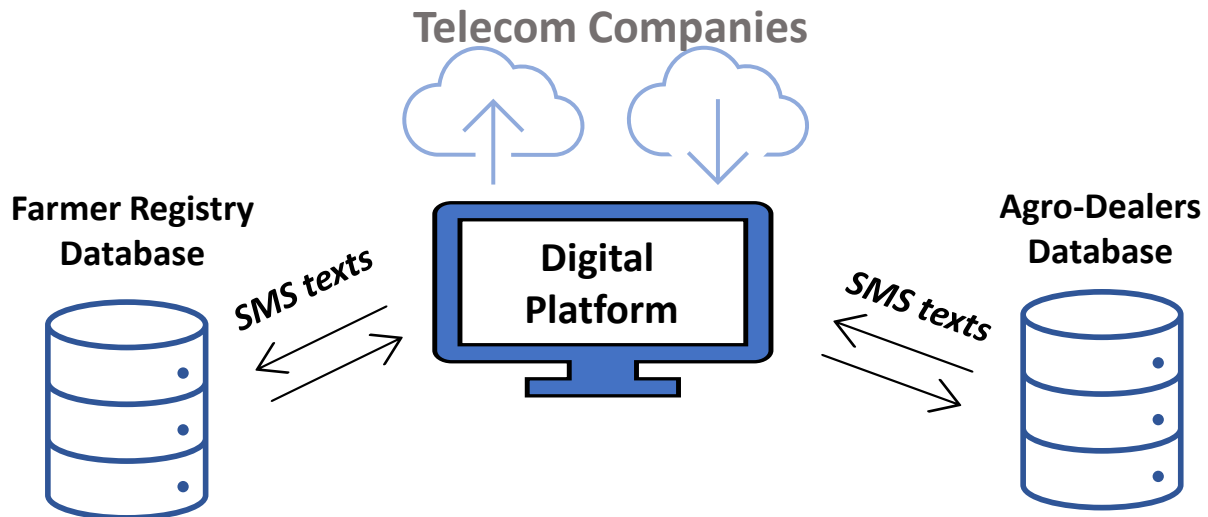 Telecom Companies
Farmer Registry
Database
SMS texts
Digital
Platform
SMS texts
Agro-Dealers
Database